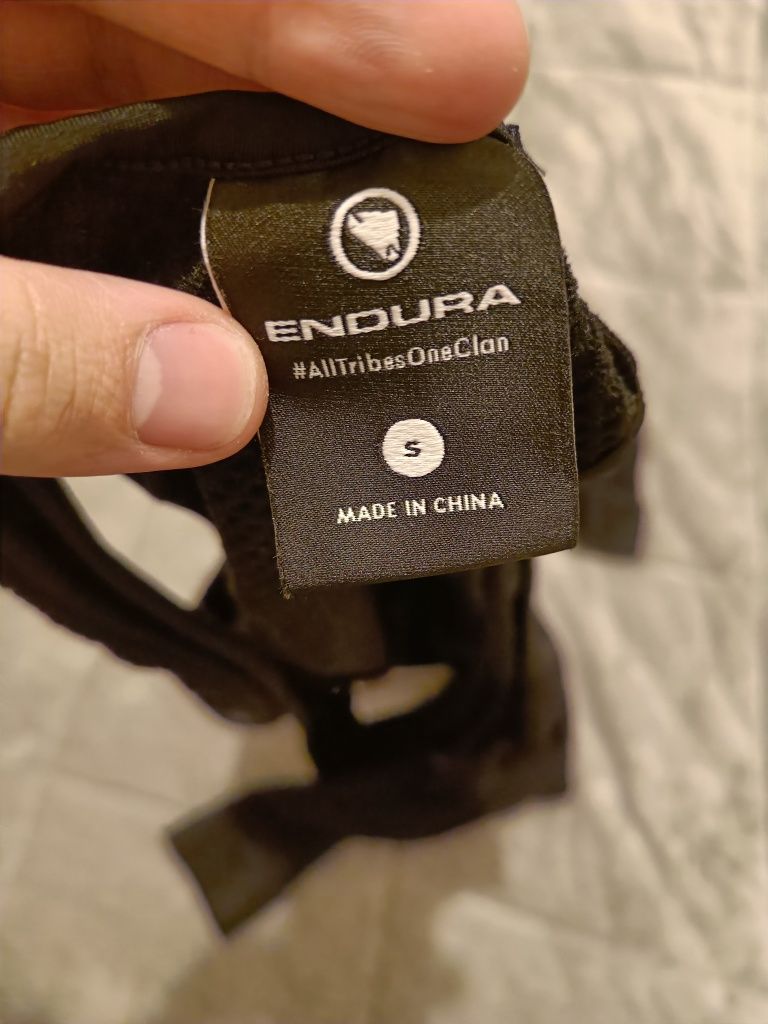 ENDURA
#AllTribesOneClan
S
MADE IN CHINA